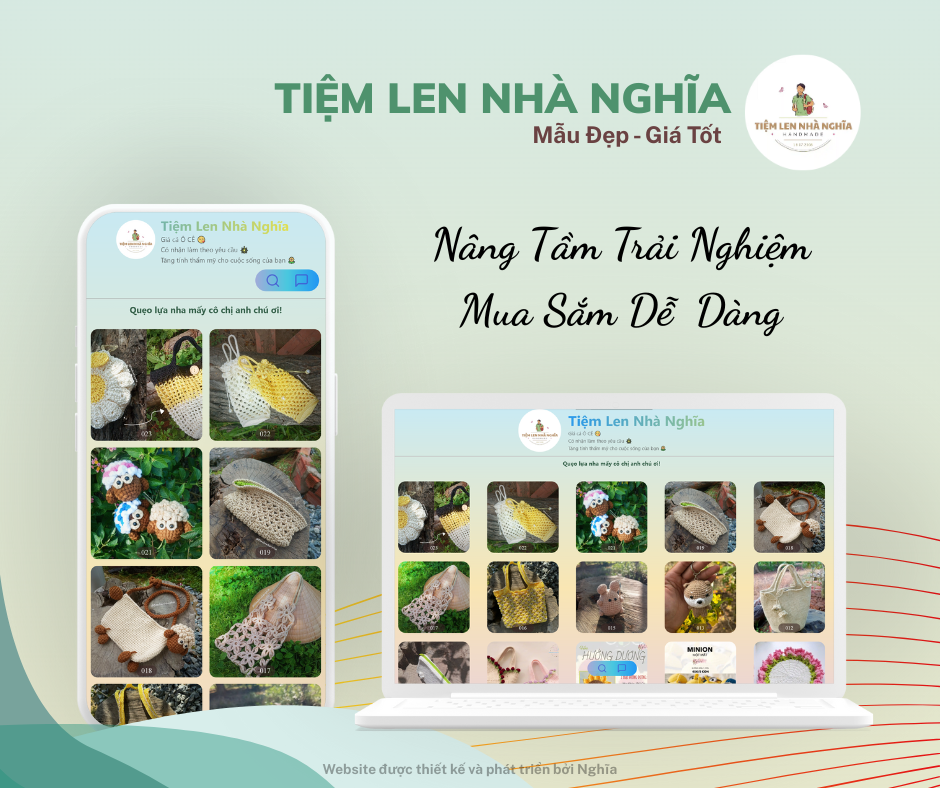 TIỆM LEN NHÀ NGHĨA
Mẫu Đẹp - Giá Tốt
TIỆM LEN NHÀ NGHĨA
HANDMADE
Nâng Tầm Trải Nghiệm
Mua Sắm Dễ Dàng
Tiệm Len Nhà Nghĩa
Giá cả Ô CÊ
Có nhận làm theo yêu cầu
Tăng tính thẩm mỹ cho cuộc sống của bạn
Quẹo lựa nha mấy cô chị anh chú ơi!
023
022
021
019
018
017
Tiệm Len Nhà Nghĩa
Giá cả Ô CÊ
Có nhận làm theo yêu cầu
Tăng tính thẩm mỹ cho cuộc sống của bạn
Quẹo lựa nha mấy cô chị anh chú ơi!
023
022
021
019
018
017
016
015
013
012
HƯỚNG DƯƠNG
MINION
Website được thiết kế và phát triển bởi Nghĩa